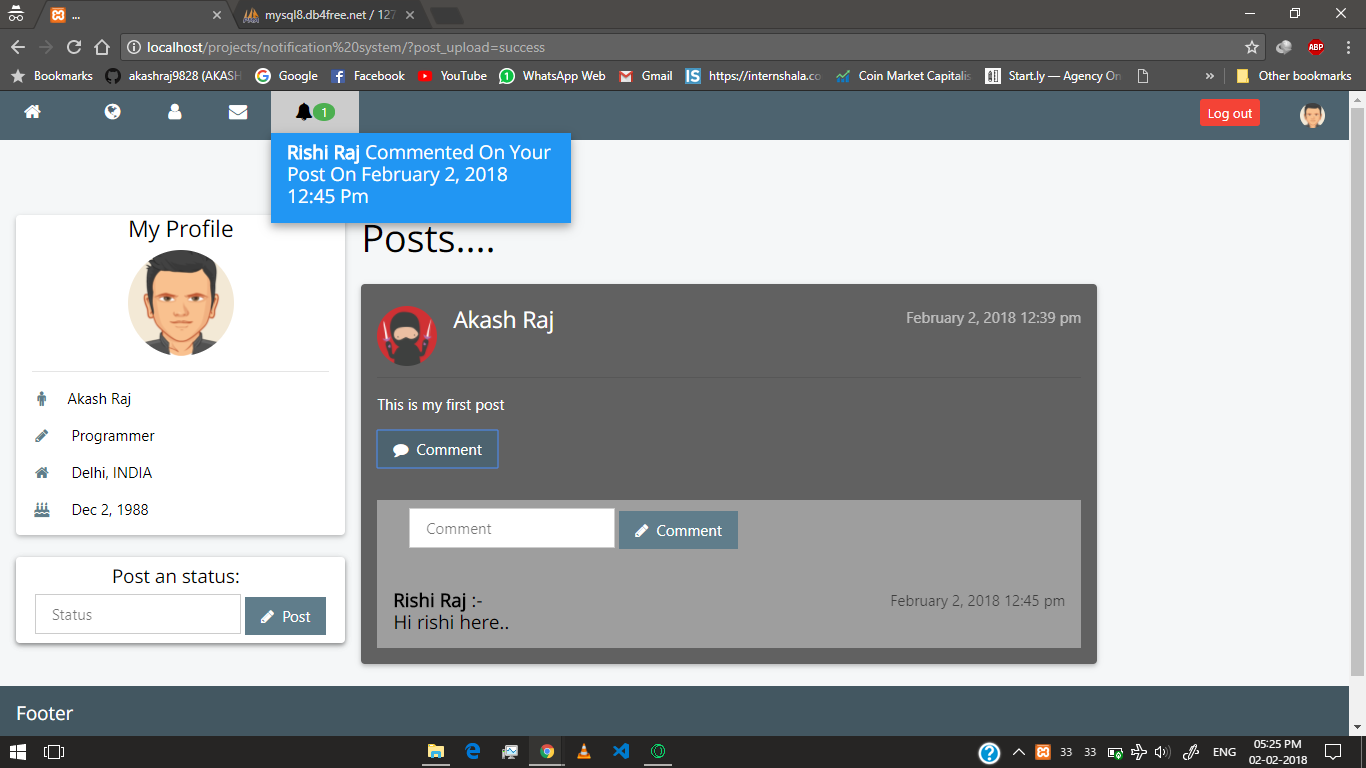 ...
mysql8.db4free.net / 127
localhost/projects/notification%20system/?post_upload=success
ABP
Bookmarks
akashraj9828 (AKASH
Google
Facebook
YouTube
WhatsApp Web
Gmail
IS
https://internshala.co
Coin Market Capitalis
Start.ly — Agency On
»
Other bookmarks
1
Log out
Rishi Raj Commented On Your
Post On February 2, 2018
12:45 Pm
My Profile
Akash Raj
Programmer
Delhi, INDIA
Dec 2, 1988
Post an status:
Status
Post
Posts....
Akash Raj
February 2, 2018 12:39 pm
This is my first post
Comment
Comment
Comment
Rishi Raj :-
February 2, 2018 12:45 pm
Hi rishi here..
Footer
33
33
ENG
05:25 PM
02-02-2018